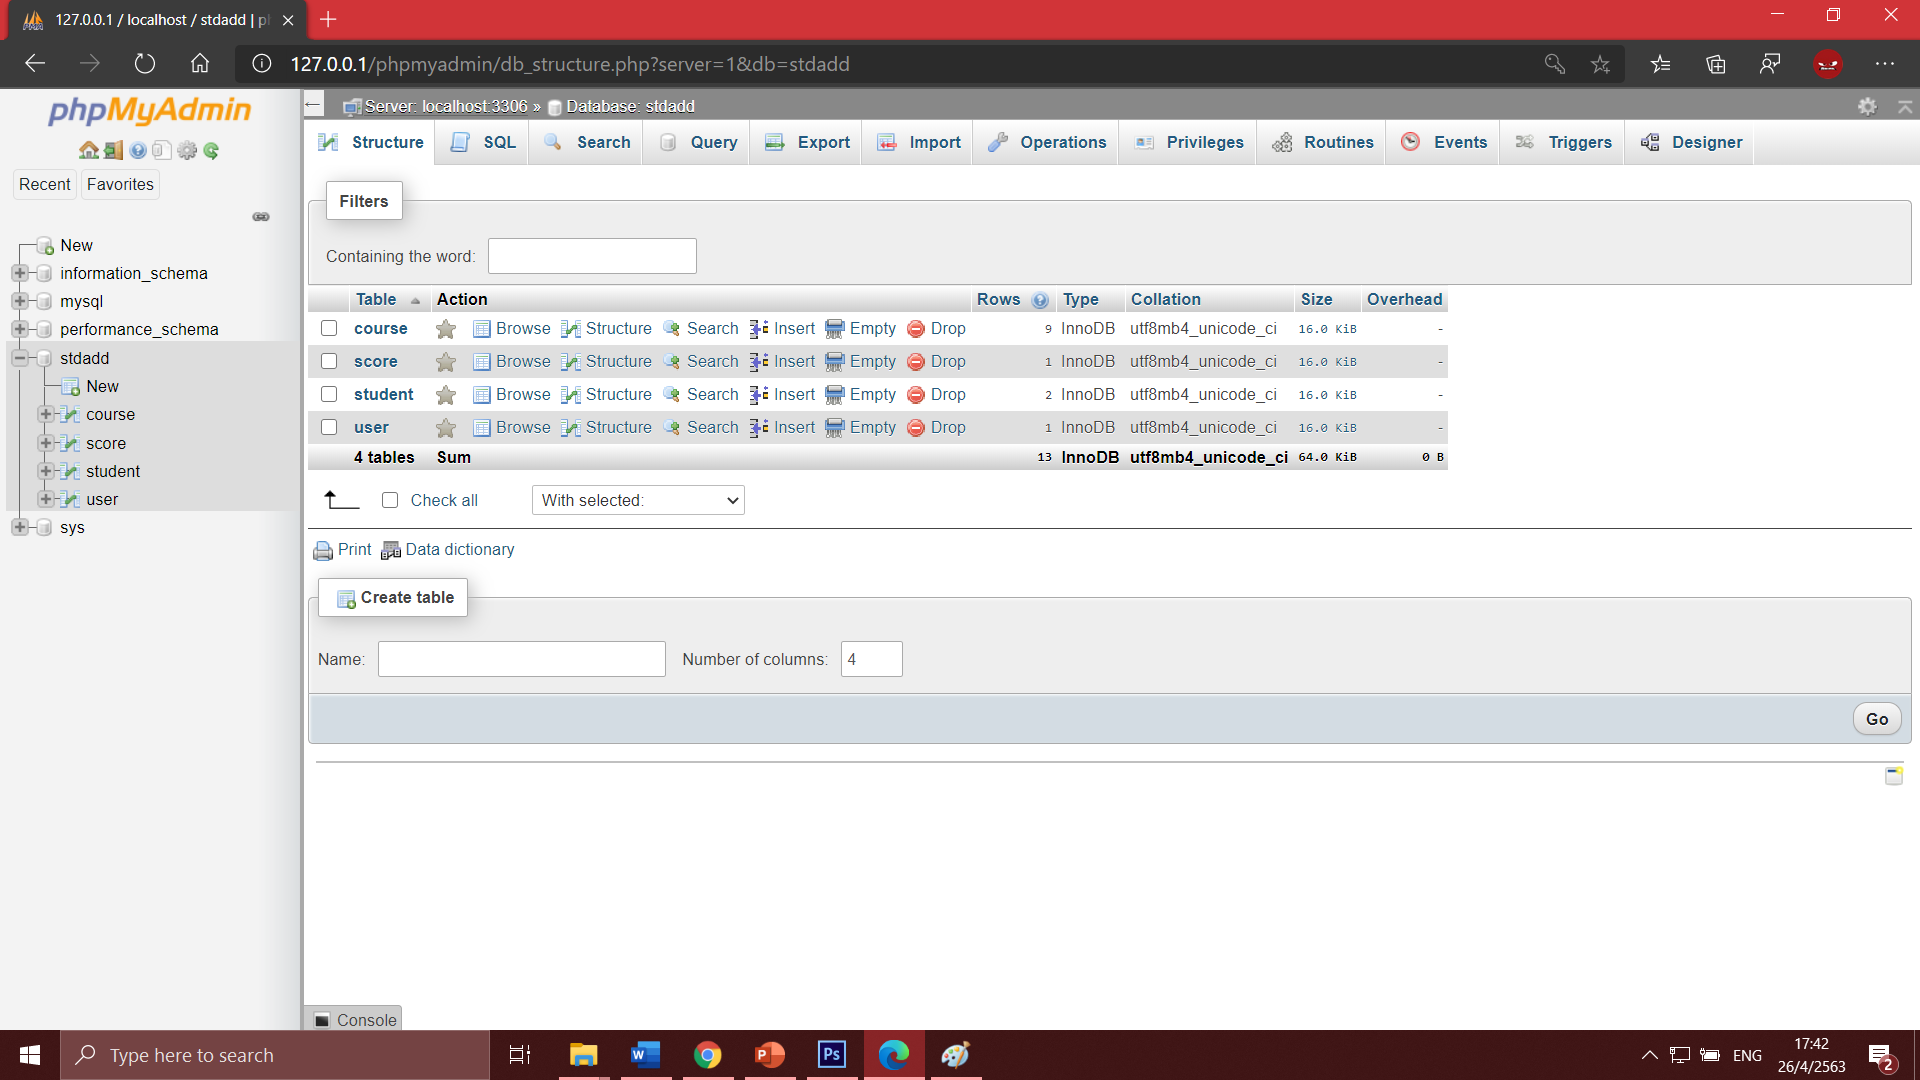 127.0.0.1 / localhost / stdadd | p
127.0.0.1/phpmyadmin/db_structure.php?server=1&db=stdadd
phpMyAdmin
Recent Favorites
New
information_schema
mysql
performance_schema
stdadd
New
course
score
student
user
sys
Server: localhost:3306 » Database: stdadd
Structure SQL Search Query Export Import Operations Privileges Routines Events Triggers Designer
Filters
Containing the word:
Table Action Rows Type Collation Size Overhead
course Browse Structure Search Insert Empty Drop 9 InnoDB utf8mb4_unicode_ci 16.0 KiB -
score Browse Structure Search Insert Empty Drop 1 InnoDB utf8mb4_unicode_ci 16.0 KiB -
student Browse Structure Search Insert Empty Drop 2 InnoDB utf8mb4_unicode_ci 16.0 KiB -
user Browse Structure Search Insert Empty Drop 1 InnoDB utf8mb4_unicode_ci 16.0 KiB -
4 tables Sum 13 InnoDB utf8mb4_unicode_ci 64.0 KiB 0 B
Check all With selected:
Print Data dictionary
Create table
Name: Number of columns: 4
Go
Console
Type here to search
ENG
17:42
26/4/2563
2